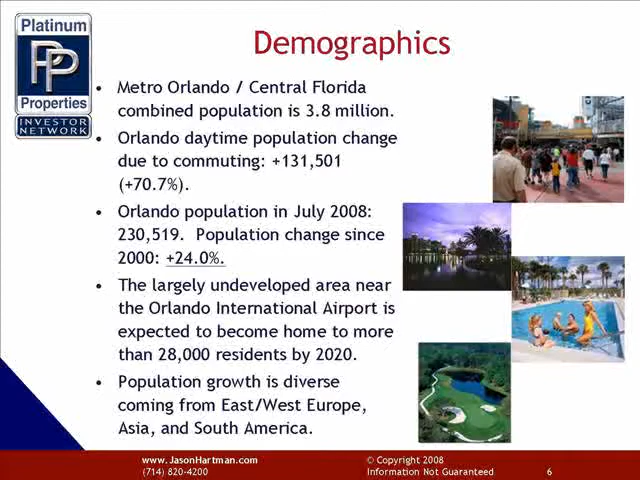 Platinum
PP
Properties
INVESTOR
NETWORK
Demographics
• Metro Orlando / Central Florida
combined population is 3.8 million.
• Orlando daytime population change
due to commuting: +131,501
(+70.7%).
• Orlando population in July 2008:
230,519. Population change since
2000: +24.0%.
• The largely undeveloped area near
the Orlando International Airport is
expected to become home to more
than 28,000 residents by 2020.
• Population growth is diverse
coming from East/West Europe,
Asia, and South America.
www.JasonHartman.com
(714) 820-4200
© Copyright 2008
Information Not Guaranteed
6